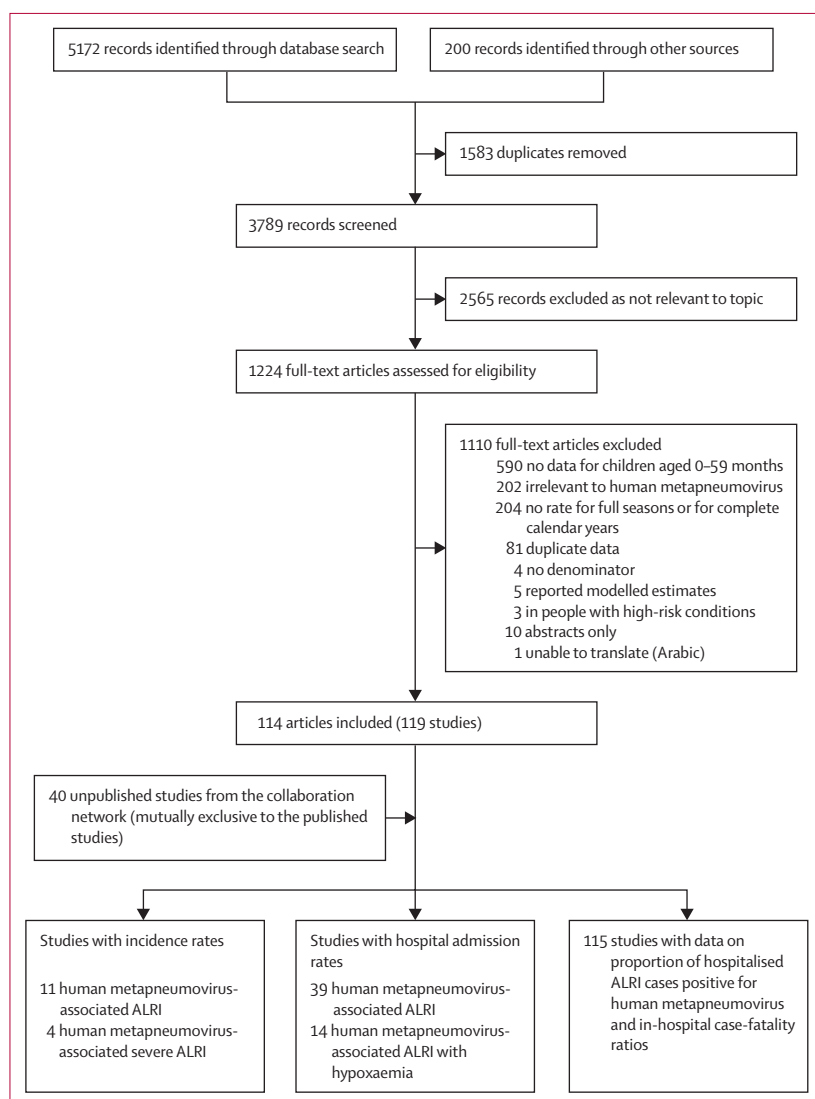 5172 records identified through database search
200 records identified through other sources
1583 duplicates removed
3789 records screened
2565 records excluded as not relevant to topic
1224 full-text articles assessed for eligibility
1110 full-text articles excluded
590 no data for children aged 0–59 months
202 irrelevant to human metapneumovirus
204 no rate for full seasons or for complete
calendar years
81 duplicate data
4 no denominator
5 reported modelled estimates
3 in people with high-risk conditions
10 abstracts only
1 unable to translate (Arabic)
114 articles included (119 studies)
40 unpublished studies from the collaboration
network (mutually exclusive to the published
studies)
Studies with incidence rates
11 human metapneumovirus-
associated ALRI
4 human metapneumovirus-
associated severe ALRI
Studies with hospital admission
rates
39 human metapneumovirus-
associated ALRI
14 human metapneumovirus-
associated ALRI with
hypoxaemia
115 studies with data on
proportion of hospitalised
ALRI cases positive for
human metapneumovirus
and in-hospital case-fatality
ratios